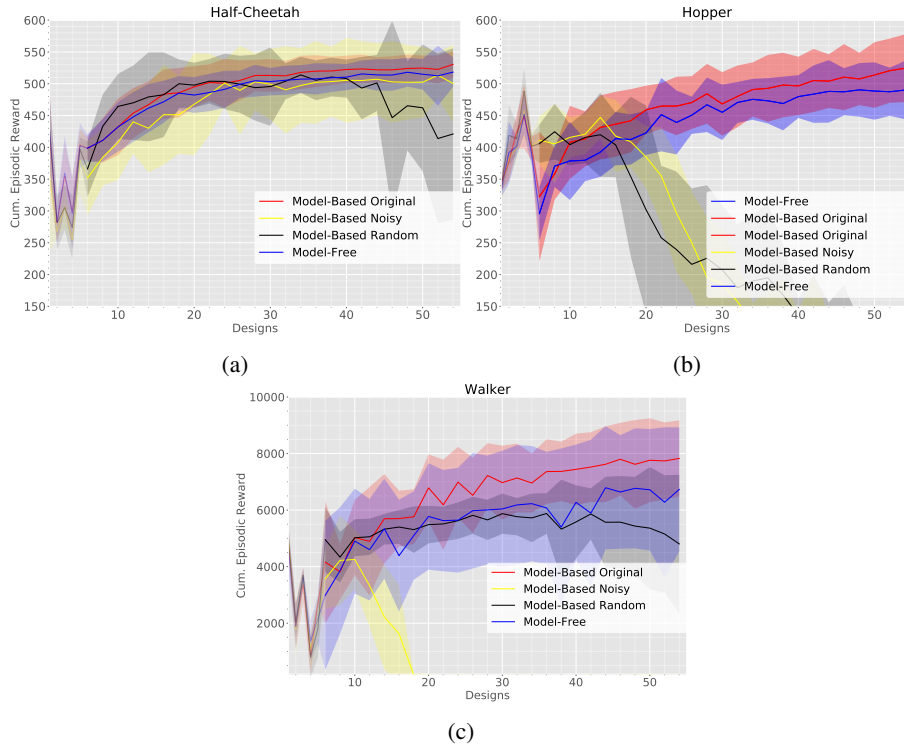 Half-Cheetah
600
550
500
450
400
350
300
250
200
150
Cum. Episodic Reward
10
20
30
40
50
Designs
Model-Based Original
Model-Based Noisy
Model-Based Random
Model-Free
(a)
Hopper
600
550
500
450
400
350
300
250
200
150
Cum. Episodic Reward
10
20
30
40
50
Designs
Model-Free
Model-Based Original
Model-Based Original
Model-Based Noisy
Model-Based Random
Model-Free
(b)
Walker
10000
8000
6000
4000
2000
Cum. Episodic Reward
10
20
30
40
50
Designs
Model-Based Original
Model-Based Noisy
Model-Based Random
Model-Free
(c)